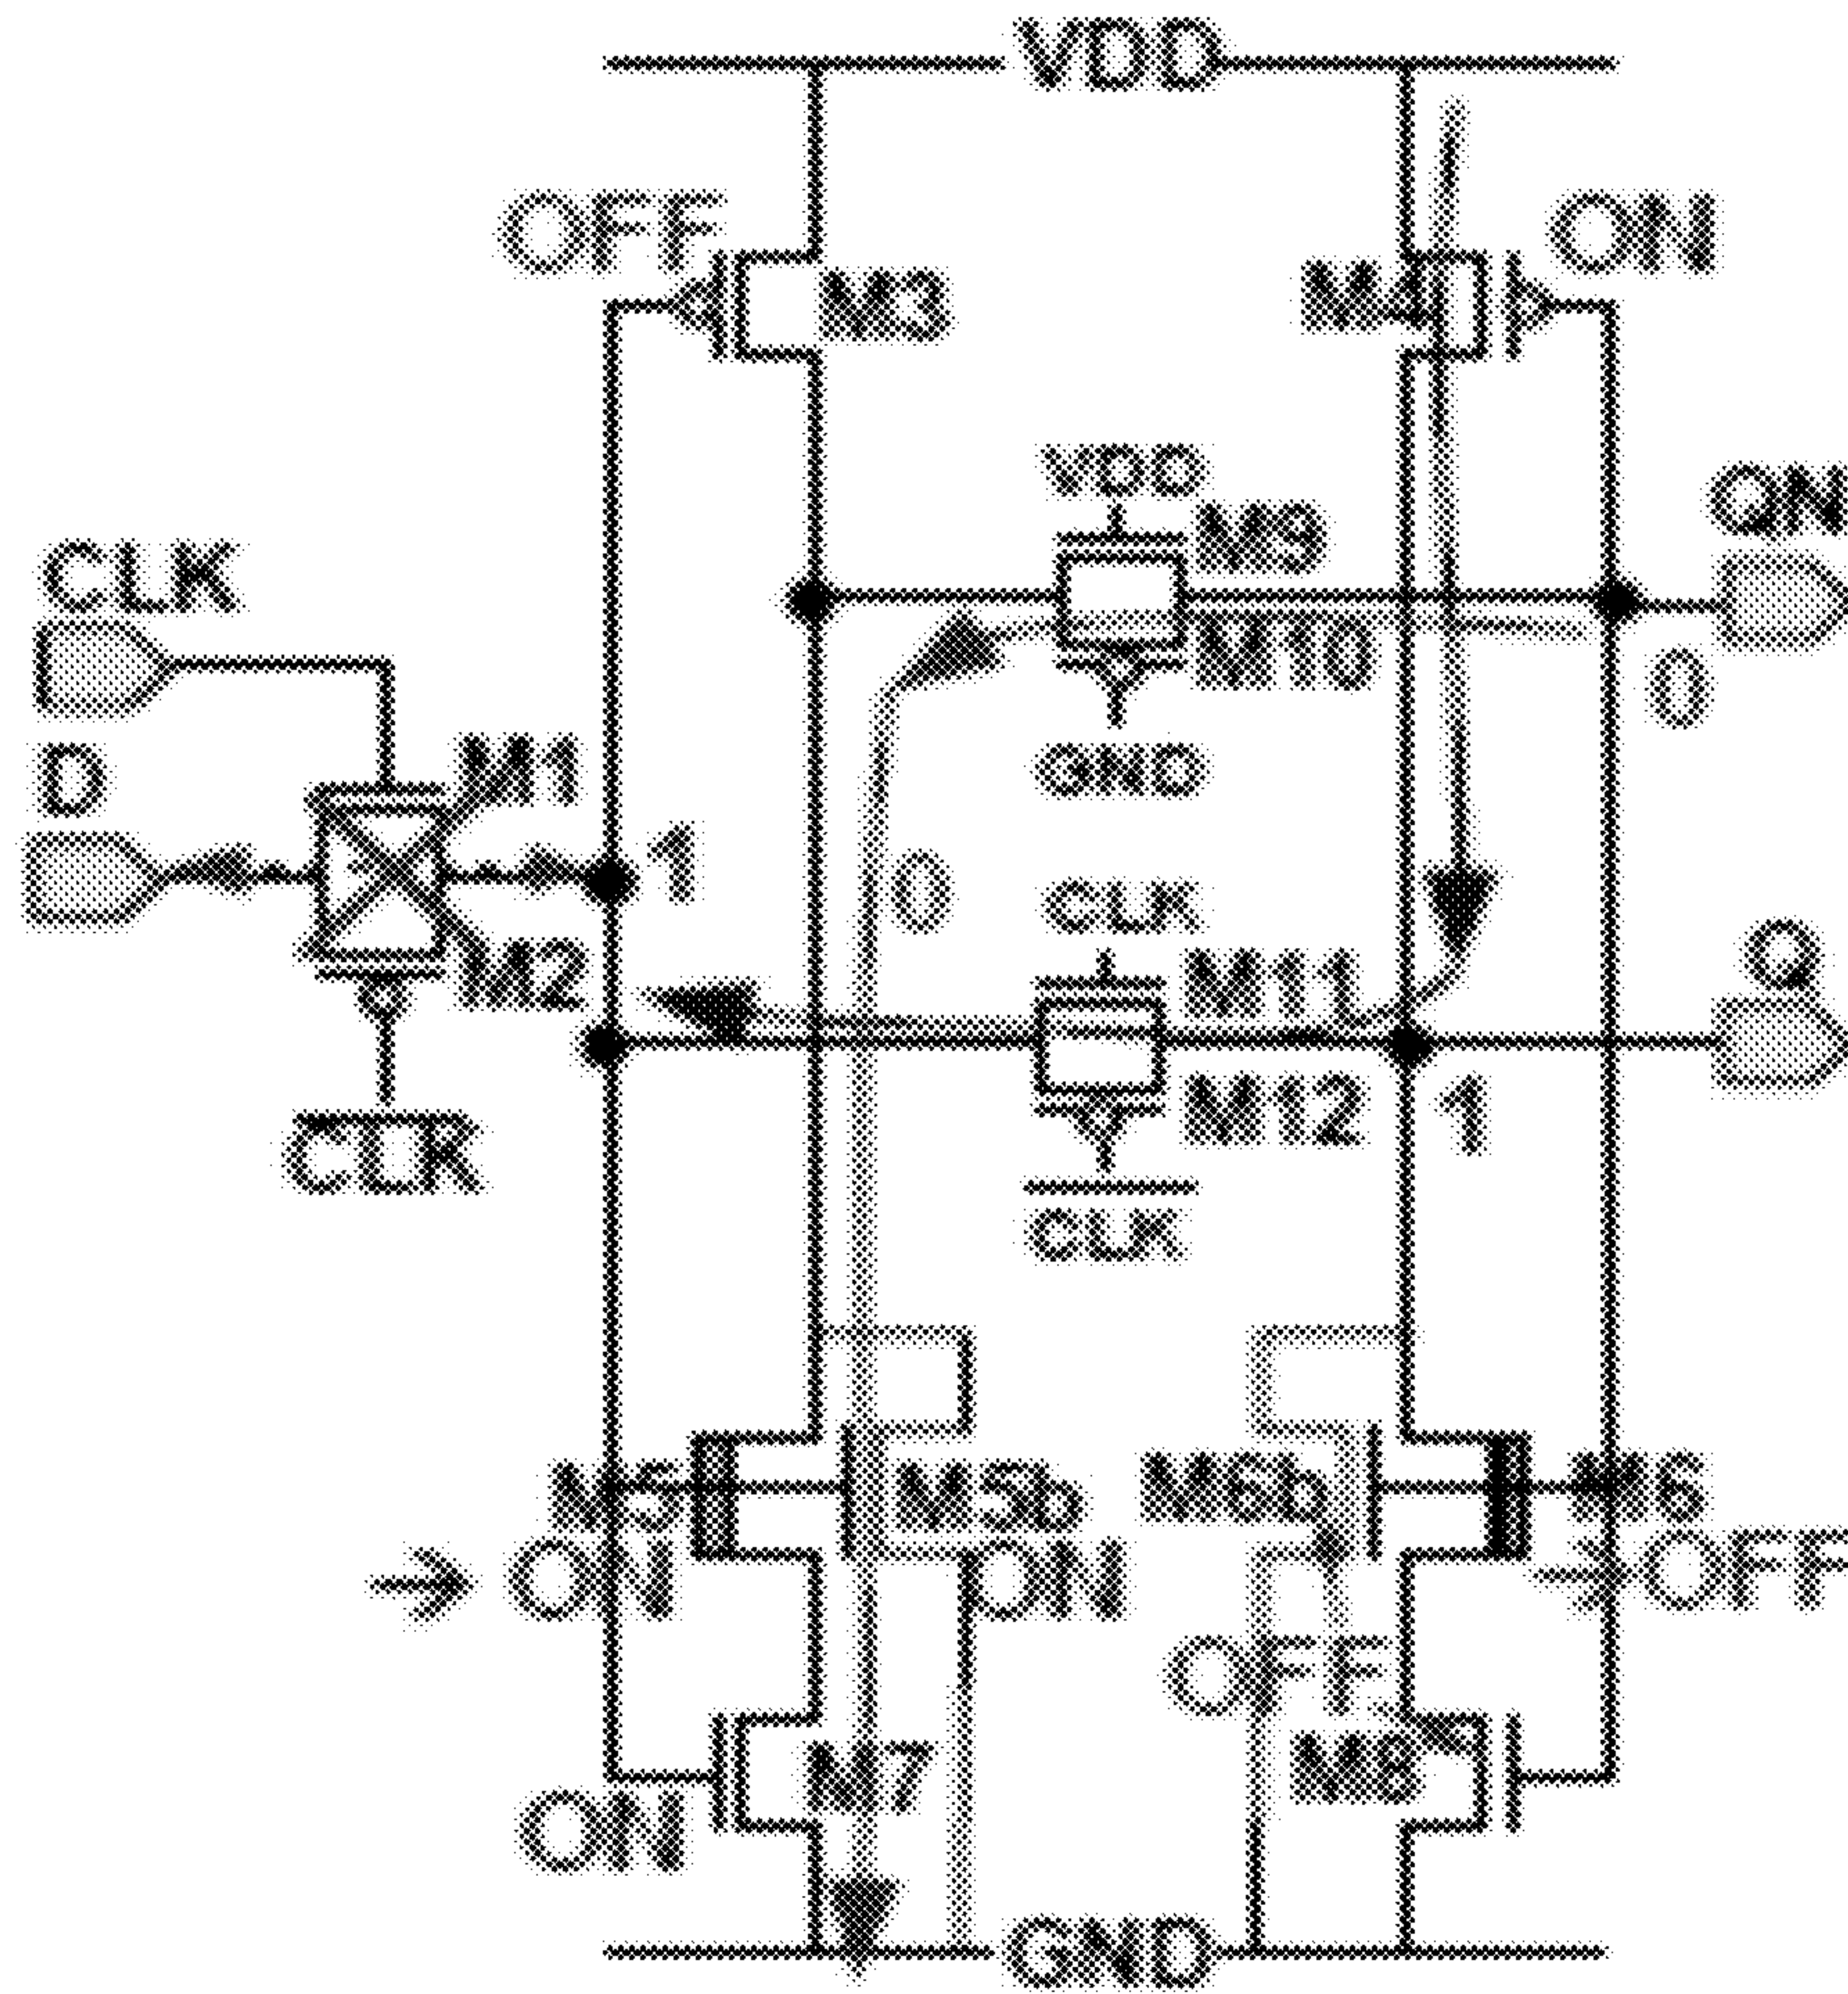 VDD
OFF
ON
M3
M4
VDD
M9
QN
CLK
M10
0
D
M1
GND
1
0
CLK
M2
M11
Q
CLK
M12
1
CLK
M5
M5b
M6b
M6
ON
ON
OFF
OFF
M7
M8
ON
GND